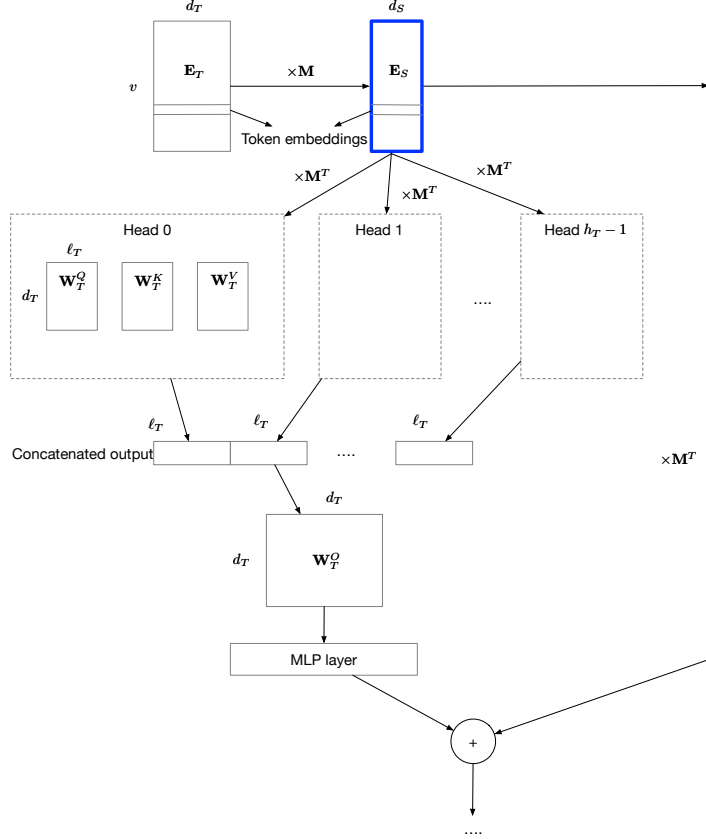 d_T
d_S
E_T
×M
E_S
v
Token embeddings
×M^T
×M^T
×M^T
Head 0
Head 1
Head h_T − 1
ℓ_T
W_T^Q
W_T^K
W_T^V
d_T
....
ℓ_T
ℓ_T
ℓ_T
Concatenated output
....
×M^T
d_T
d_T
W_T^O
MLP layer
+
....